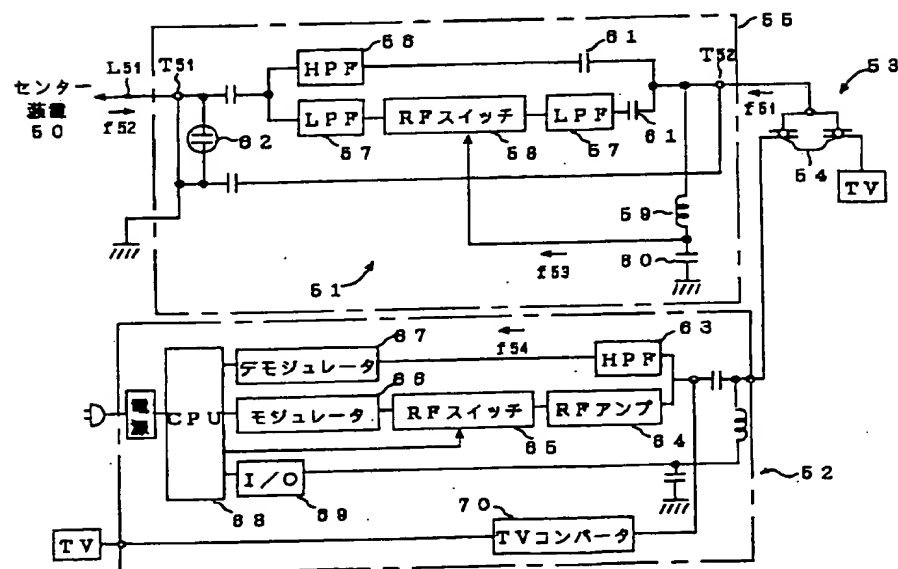 55
56
61
T52
53
L51
T51
HPF
センター
装置
50
f52
f51
LPF
RFスイッチ
LPF
62
57
58
57
61
54
TV
59
60
f53
51
67
f54
63
デモジュレータ
HPF
66
電源
CPU
モジュレータ
RFスイッチ
RFアンプ
65
64
I/O
52
68
69
70
TV
TVコンバータ